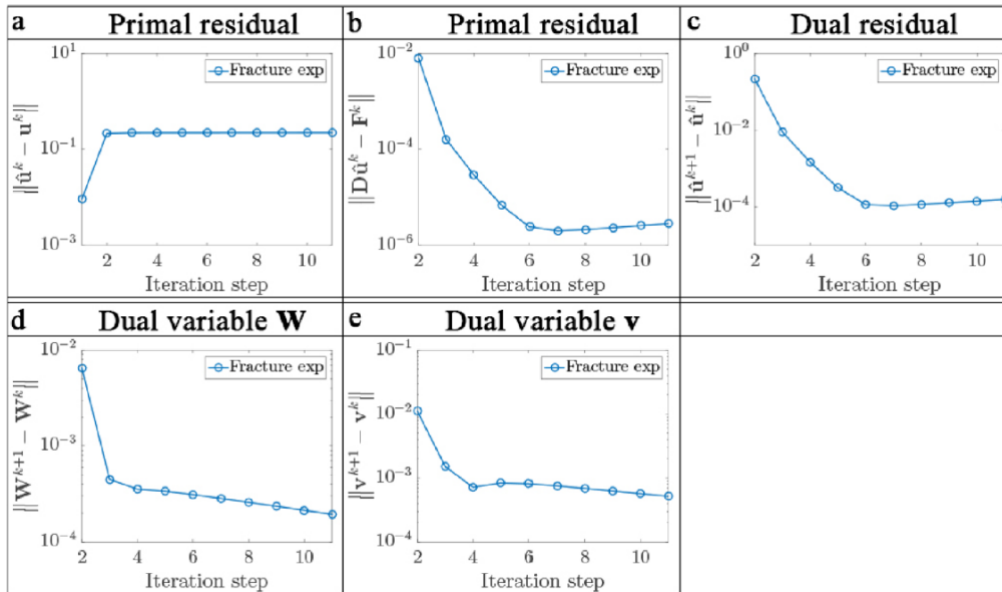 a Primal residual
10^1
10^-1
10^-3
‖û^k − u^k‖
Fracture exp
2 4 6 8 10
Iteration step
b Primal residual
10^-2
10^-4
10^-6
‖Dû^k − F^k‖
Fracture exp
2 4 6 8 10
Iteration step
c Dual residual
10^0
10^-2
10^-4
‖û^{k+1} − û^k‖
Fracture exp
2 4 6 8 10
Iteration step
d Dual variable W
10^-2
10^-3
10^-4
‖W^{k+1} − W^k‖
Fracture exp
2 4 6 8 10
Iteration step
e Dual variable v
10^-1
10^-2
10^-3
10^-4
‖v^{k+1} − v^k‖
Fracture exp
2 4 6 8 10
Iteration step